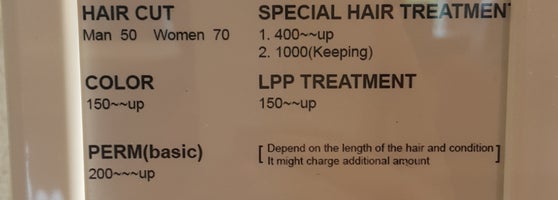 HAIR CUT
Man 50 Women 70
COLOR
150~~up
PERM(basic)
200~~~up
SPECIAL HAIR TREATMENT
1. 400~~up
2. 1000(Keeping)
LPP TREATMENT
150~~up
[ Depend on the length of the hair and condition
It might charge additional amount ]